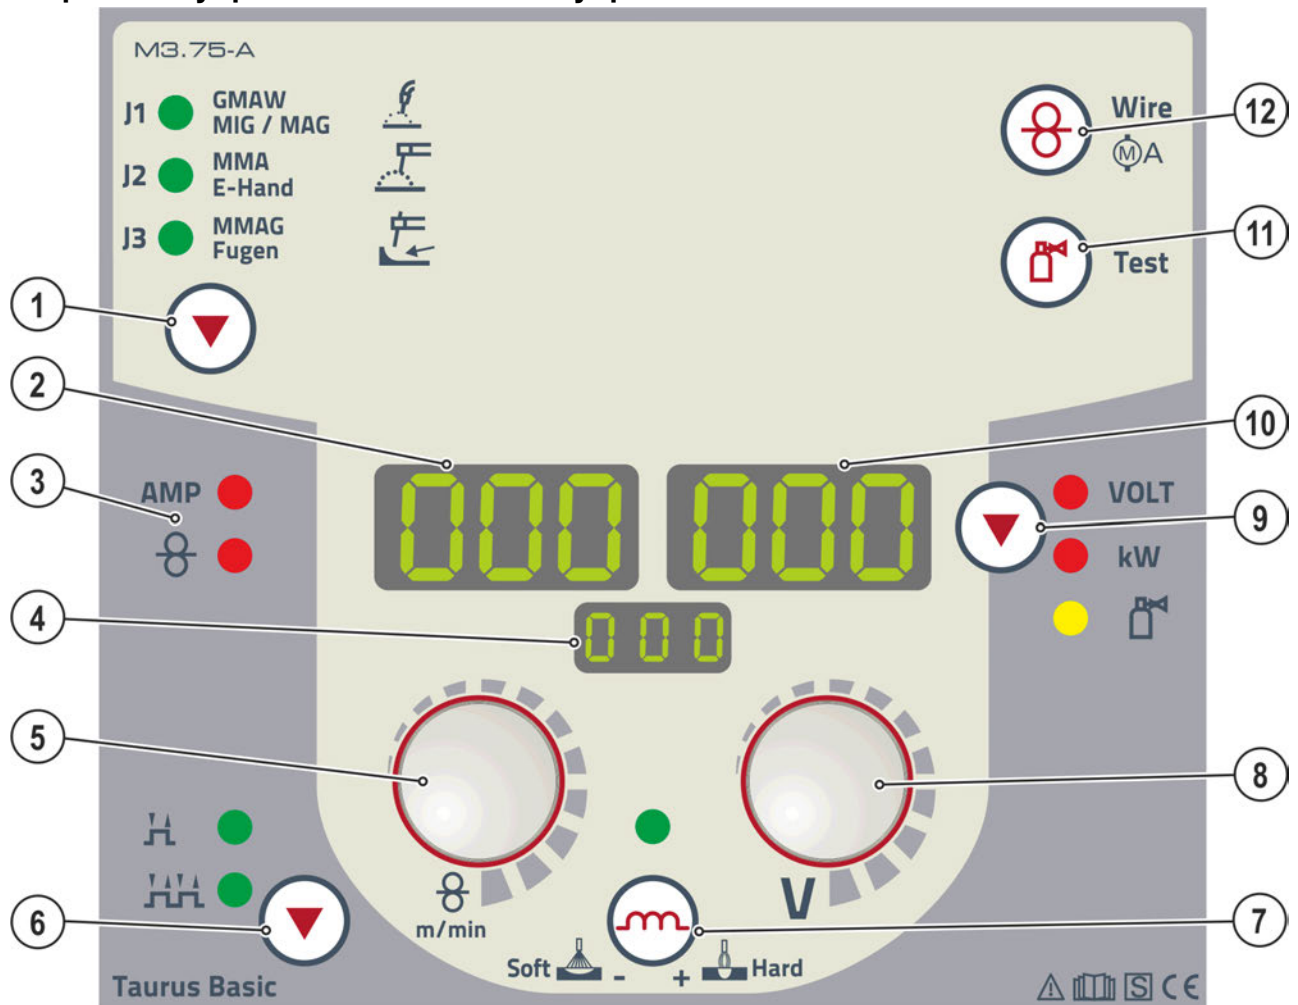 M3.75-A
J1 GMAW
MIG / MAG
J2 MMA
E-Hand
J3 MMAG
Fugen
Wire
M A
Test
12
11
1
2
10
3
AMP
000
000
VOLT
9
kW
4
000
5
8
m/min
V
6
7
Soft - + Hard
Taurus Basic
S CE